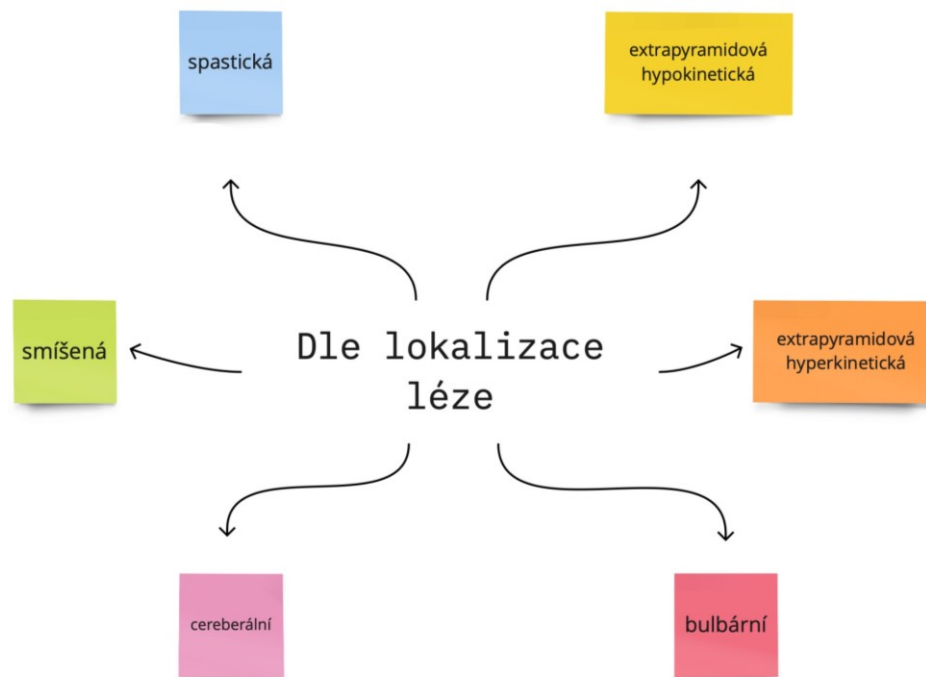 spastická
extrapyramidová
hypokinetická
smíšená
Dle lokalizace
léze
extrapyramidová
hyperkinetická
cereberální
bulbární